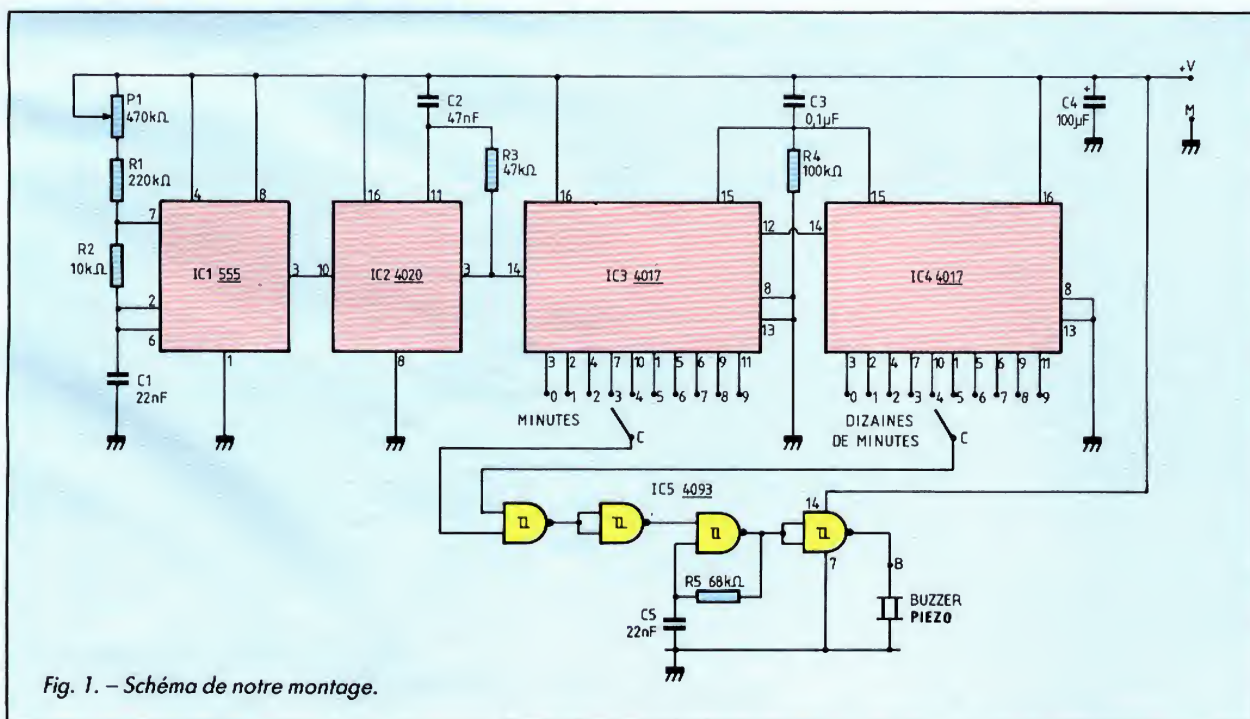 +V
P1
470kΩ
C2
47nF
C3
0,1µF
+
C4
100µF
M
R1
220kΩ
R3
47kΩ
R4
100kΩ
4 8
16 11
16 15
15 16
7
R2
10kΩ
IC1 555
3 10
IC2 4020
3 14
IC3 4017
12 14
IC4 4017
2
6
8
13
8
13
1
8
C1
22nF
3 2 4 7 10 1 5 6 9 11
0 1 2 3 4 5 6 7 8 9
3 2 4 7 10 1 5 6 9 11
0 1 2 3 4 5 6 7 8 9
MINUTES
C
DIZAINES
DE MINUTES
C
IC5 4093
14
7
B
R5 68kΩ
C5
22nF
BUZZER
PIEZO
Fig. 1. – Schéma de notre montage.